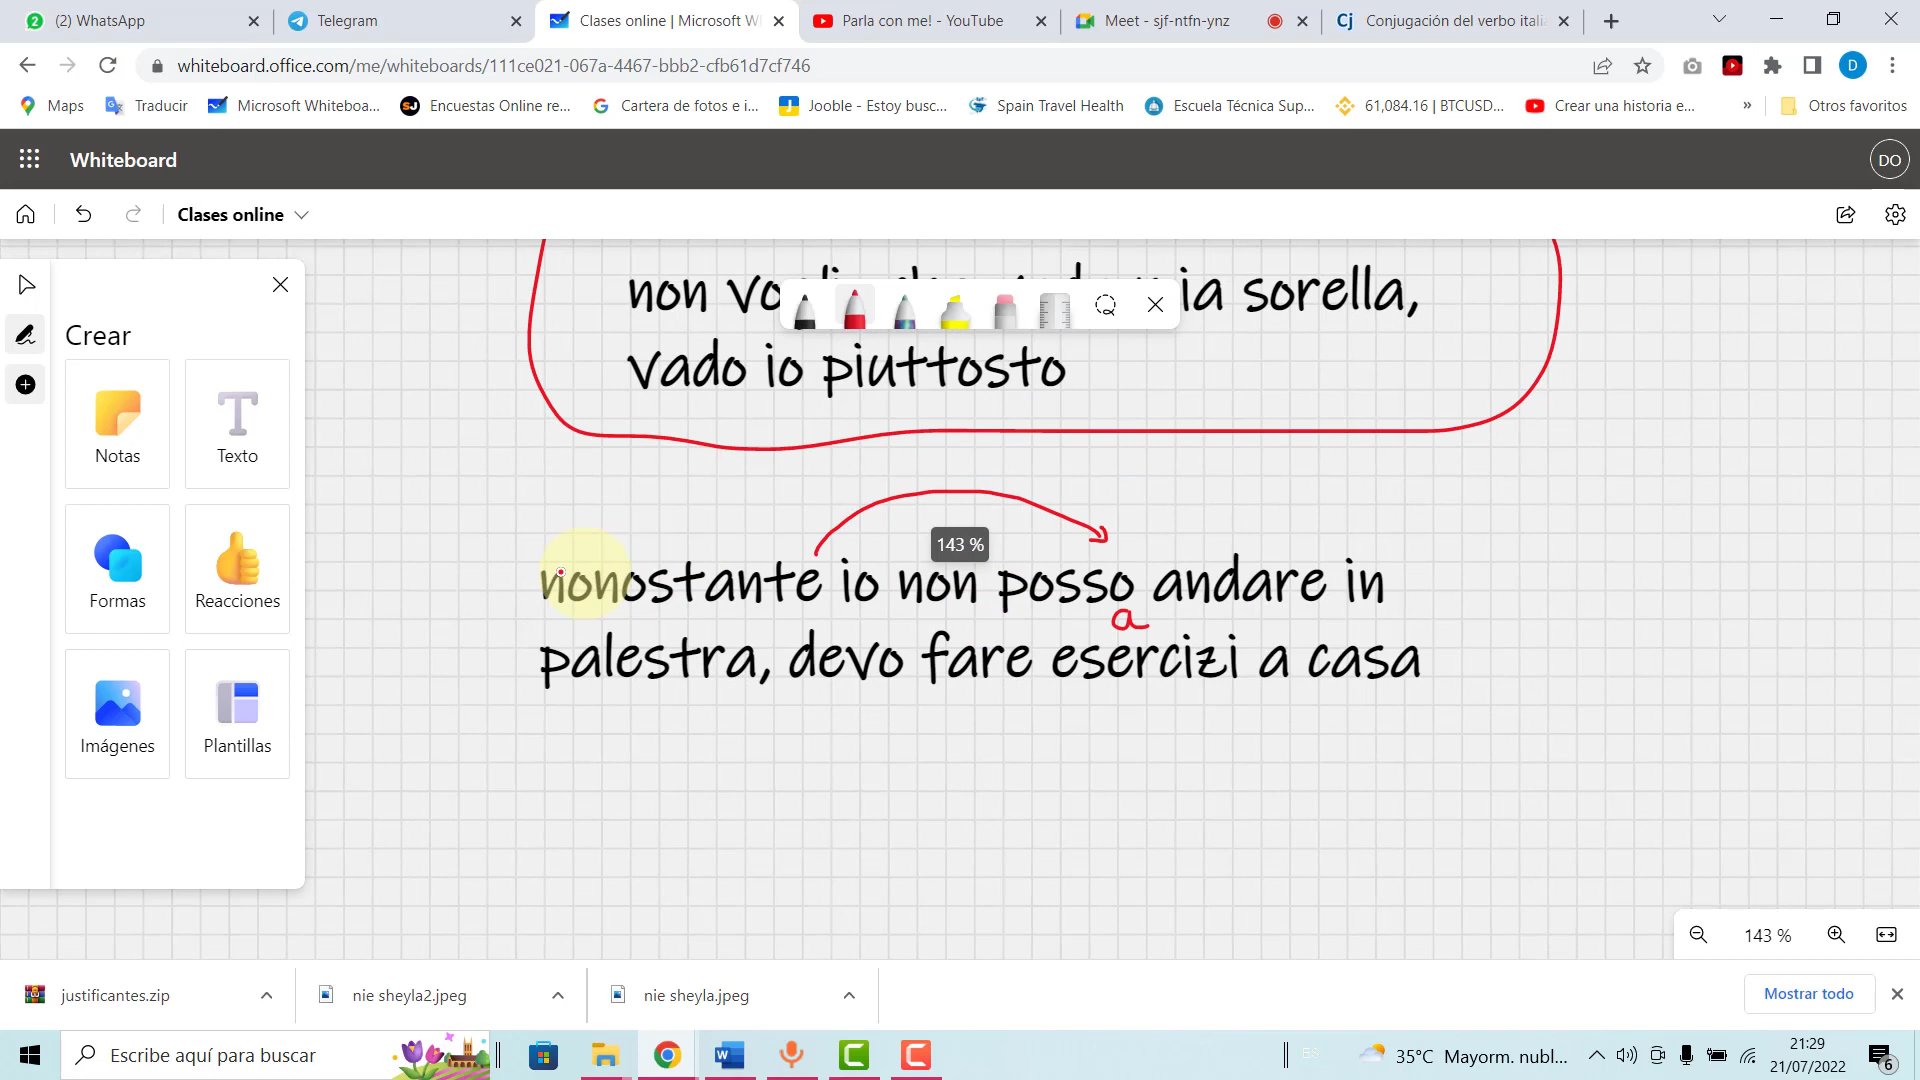 (2) WhatsApp
Telegram
Clases online | Microsoft W
Parla con me! - YouTube
Meet - sjf-ntfn-ynz
Cj Conjugación del verbo itali
whiteboard.office.com/me/whiteboards/111ce021-067a-4467-bbb2-cfb61d7cf746
D
Maps
Traducir
Microsoft Whiteboa...
SJ Encuestas Online re...
Cartera de fotos e i...
Jooble - Estoy busc...
Spain Travel Health
Escuela Técnica Sup...
61,084.16 | BTCUSD...
Crear una historia e...
»
Otros favoritos
Whiteboard
DO
Clases online
Crear
Notas
Texto
Formas
Reacciones
Imágenes
Plantillas
non sorella,
vado io piuttosto
143 %
nonostante io non posso andare in
a
palestra, devo fare esercizi a casa
143 %
justificantes.zip
nie sheyla2.jpeg
nie sheyla.jpeg
Mostrar todo
Escribe aquí para buscar
35°C Mayorm. nubl...
21:29
21/07/2022
6